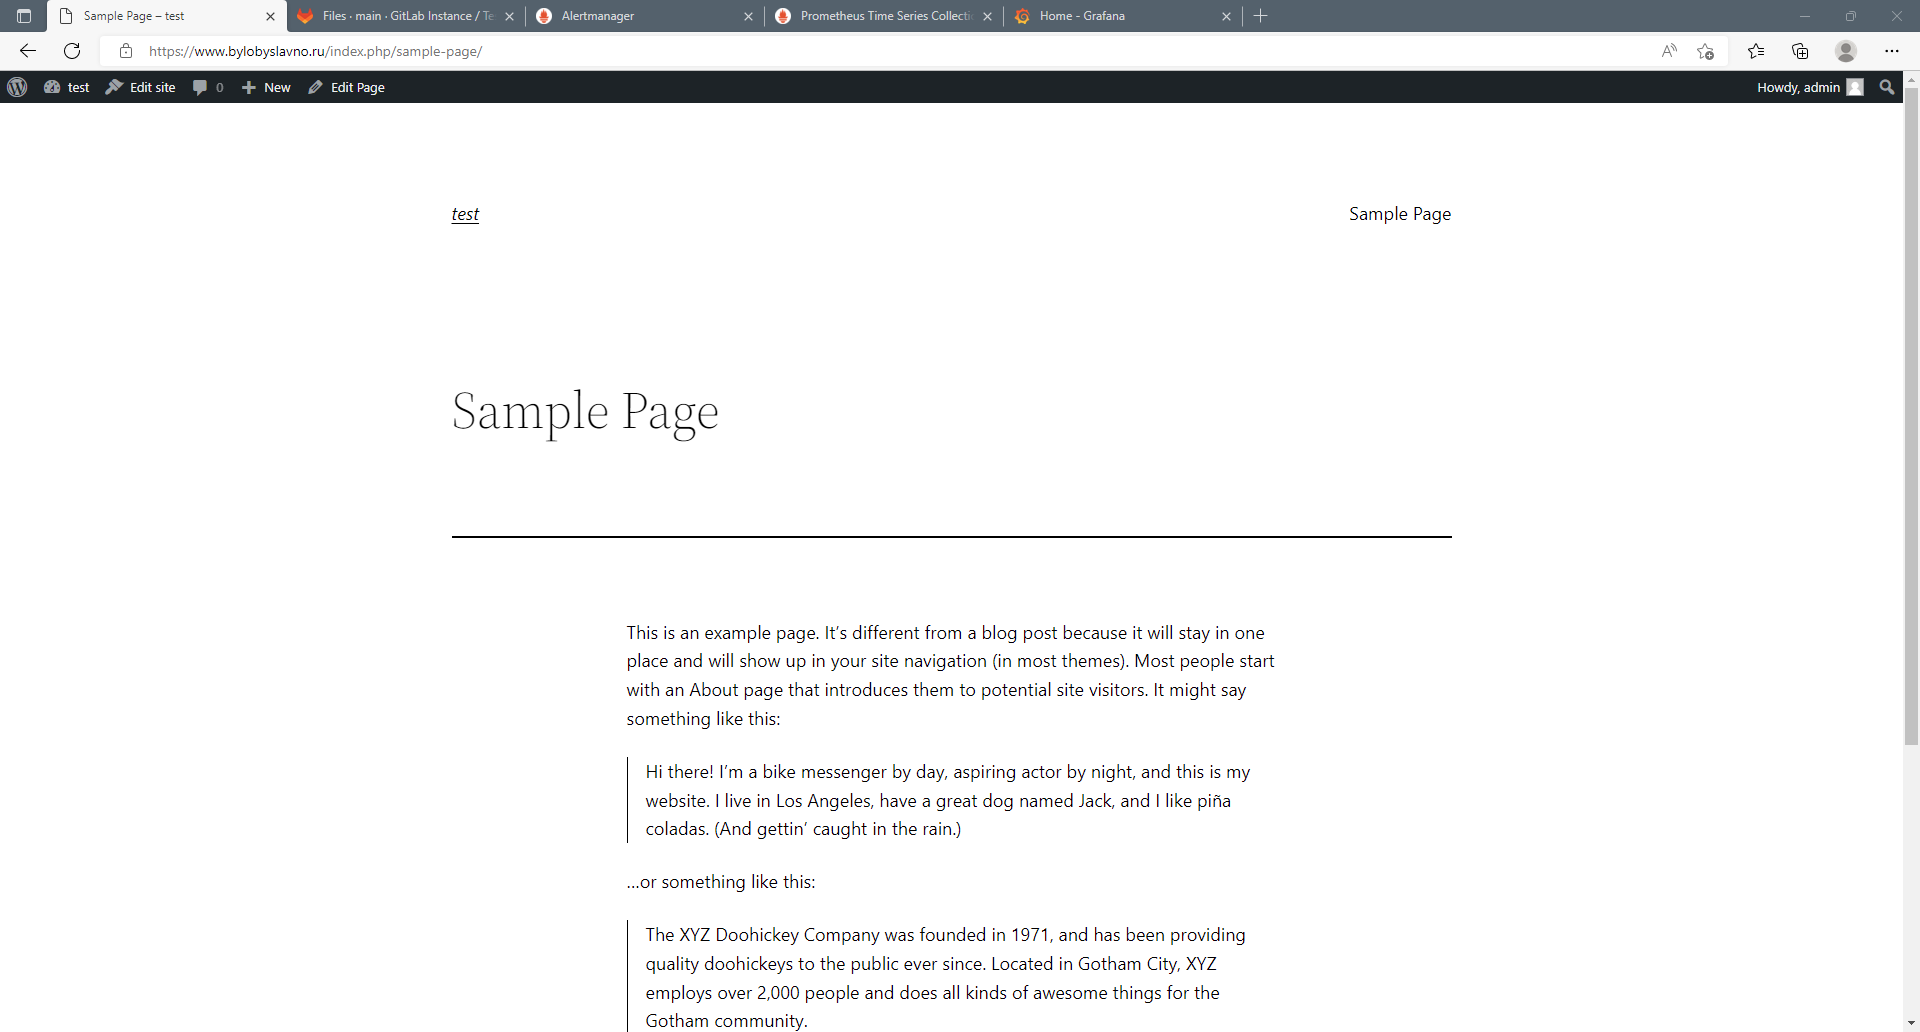 Sample Page – test
Files · main · GitLab Instance / Te
Alertmanager
Prometheus Time Series Collecti
Home - Grafana
https://www.bylobyslavno.ru/index.php/sample-page/
test
Edit site
0
New
Edit Page
Howdy, admin
test
Sample Page
Sample Page
This is an example page. It’s different from a blog post because it will stay in one
place and will show up in your site navigation (in most themes). Most people start
with an About page that introduces them to potential site visitors. It might say
something like this:
Hi there! I’m a bike messenger by day, aspiring actor by night, and this is my
website. I live in Los Angeles, have a great dog named Jack, and I like piña
coladas. (And gettin’ caught in the rain.)
…or something like this:
The XYZ Doohickey Company was founded in 1971, and has been providing
quality doohickeys to the public ever since. Located in Gotham City, XYZ
employs over 2,000 people and does all kinds of awesome things for the
Gotham community.